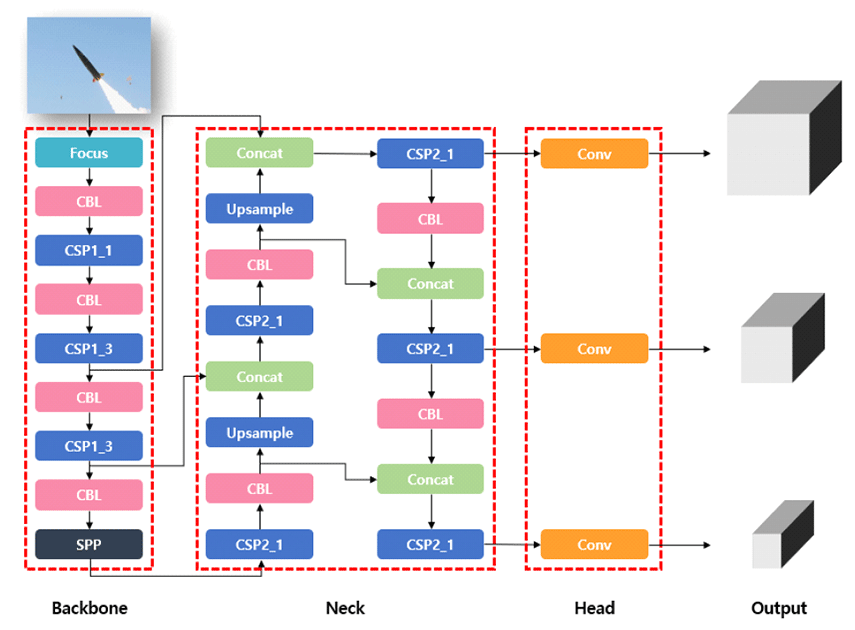 Focus
CBL
CSP1_1
CBL
CSP1_3
CBL
CSP1_3
CBL
SPP
Concat
Upsample
CBL
CSP2_1
Concat
Upsample
CBL
CSP2_1
CSP2_1
CBL
Concat
CSP2_1
CBL
Concat
CSP2_1
Conv
Conv
Conv
Backbone
Neck
Head
Output